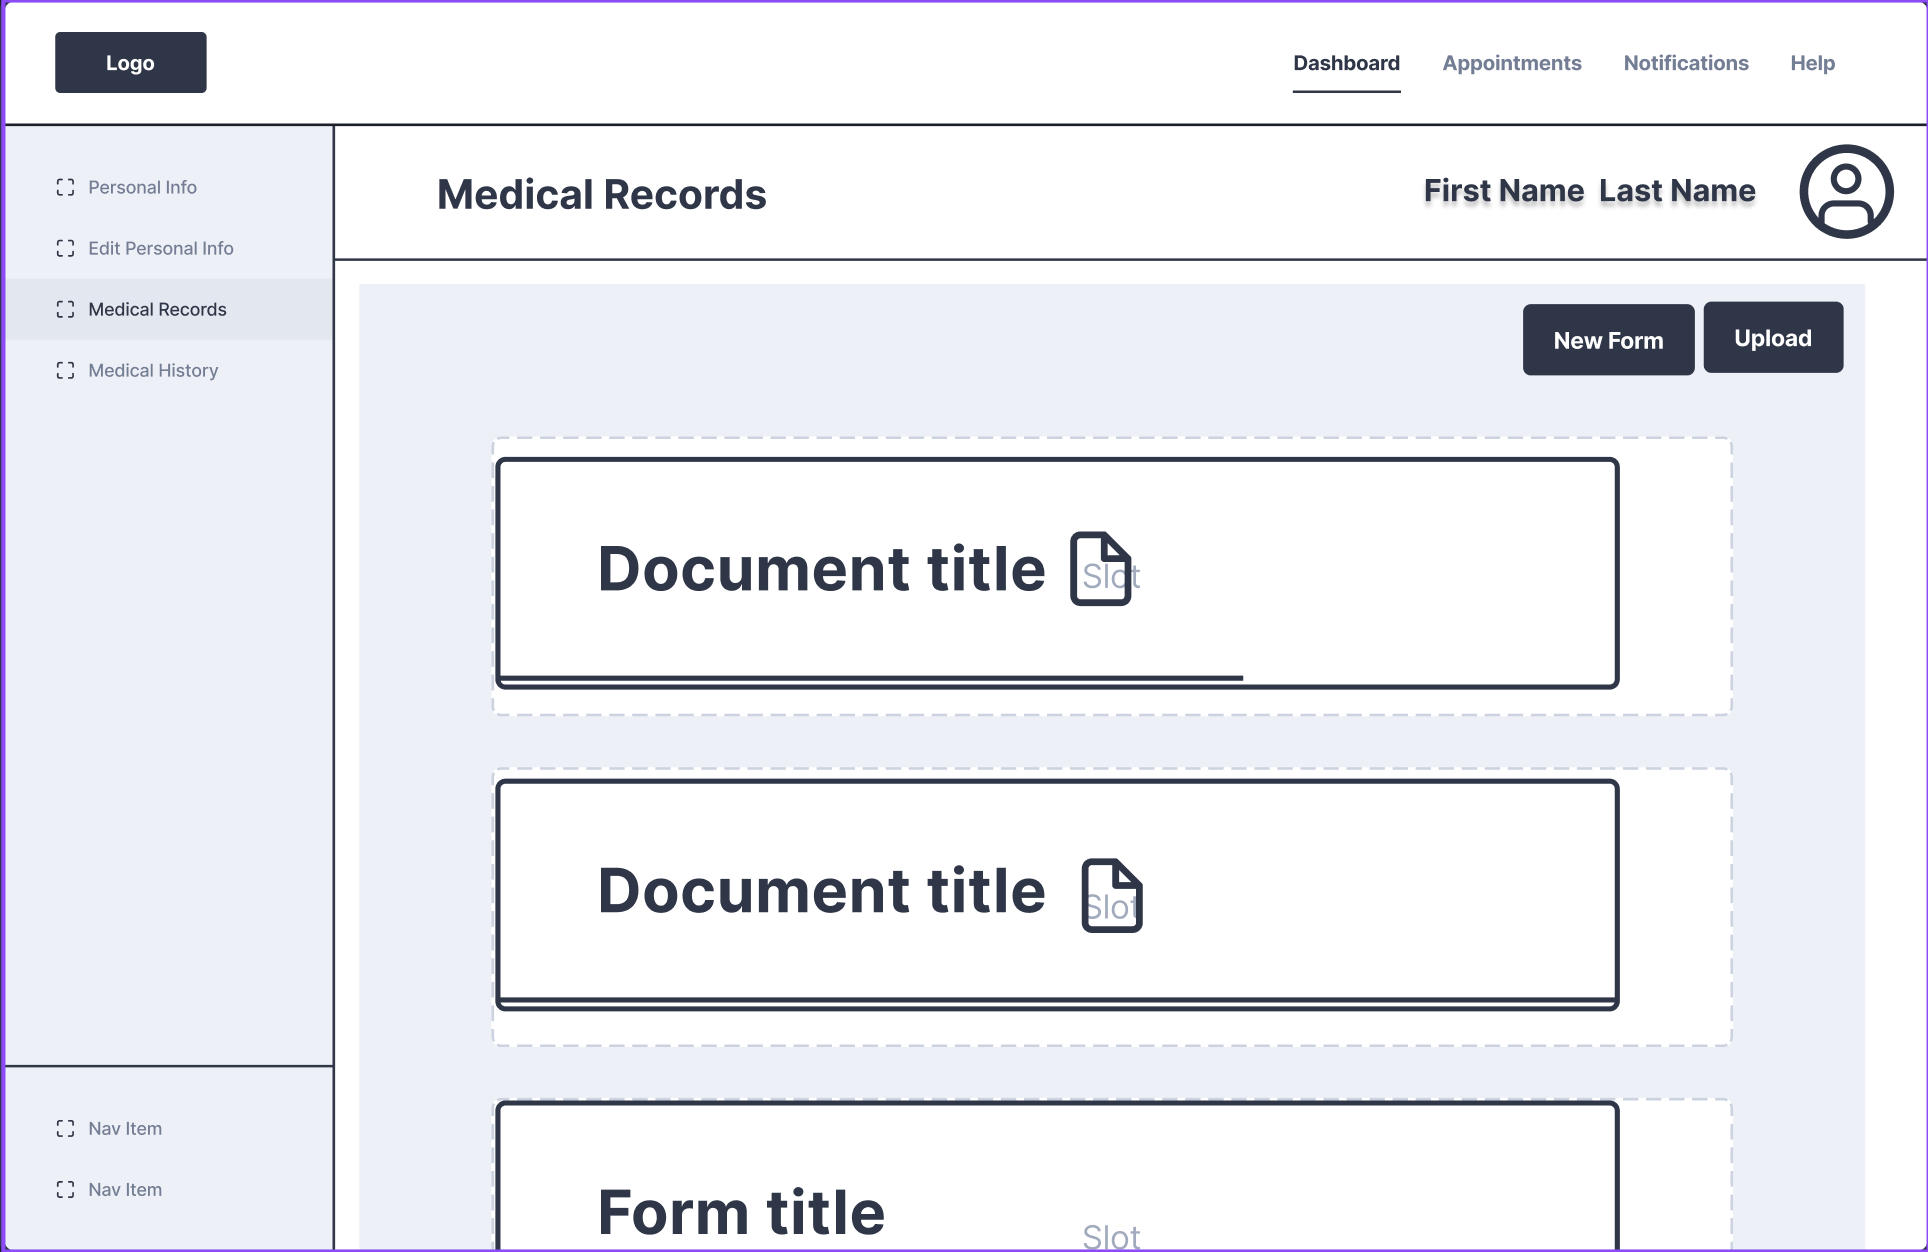 Logo
Dashboard Appointments Notifications Help
Personal Info
Edit Personal Info
Medical Records
Medical History
Nav Item
Nav Item
Medical Records
First Name Last Name
New Form
Upload
Document title
Slot
Document title
Slot
Form title
Slot